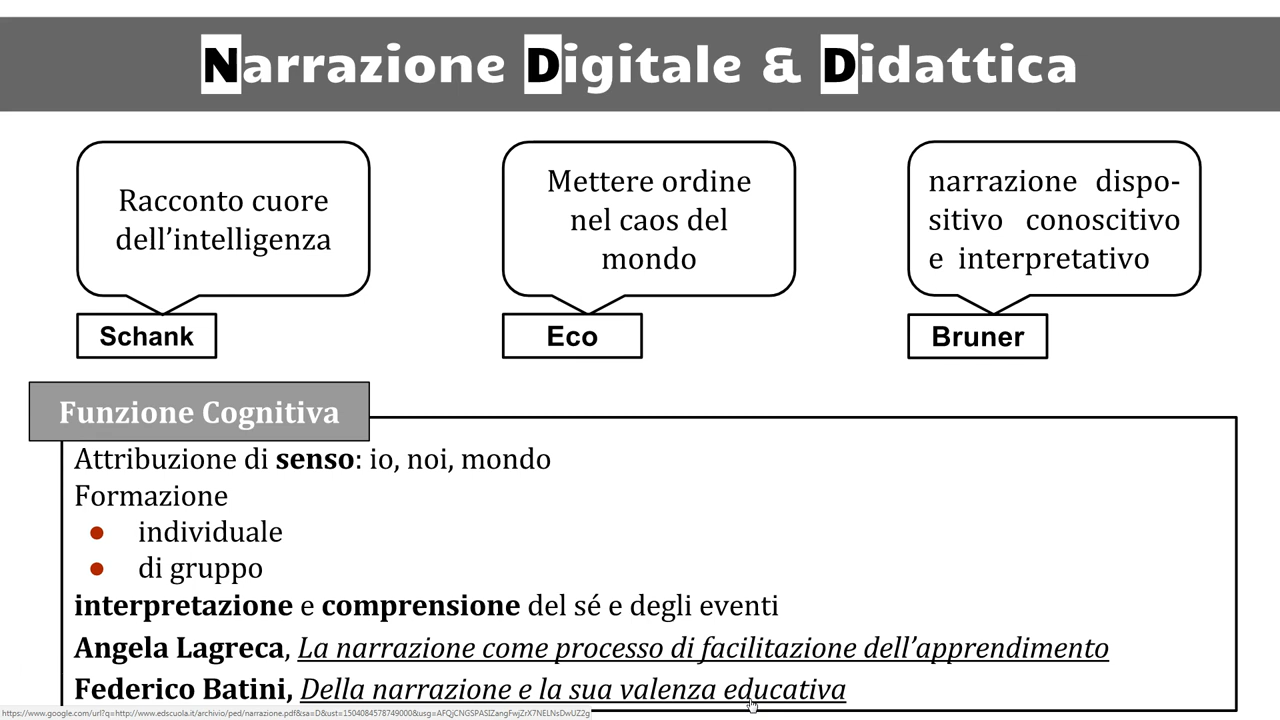 Narrazione Digitale & Didattica
Racconto cuore
dell’intelligenza
Schank
Mettere ordine
nel caos del
mondo
Eco
narrazione dispo-
sitivo conoscitivo
e interpretativo
Bruner
Funzione Cognitiva
Attribuzione di senso: io, noi, mondo
Formazione
● individuale
● di gruppo
interpretazione e comprensione del sé e degli eventi
Angela Lagreca, La narrazione come processo di facilitazione dell’apprendimento
Federico Batini, Della narrazione e la sua valenza educativa